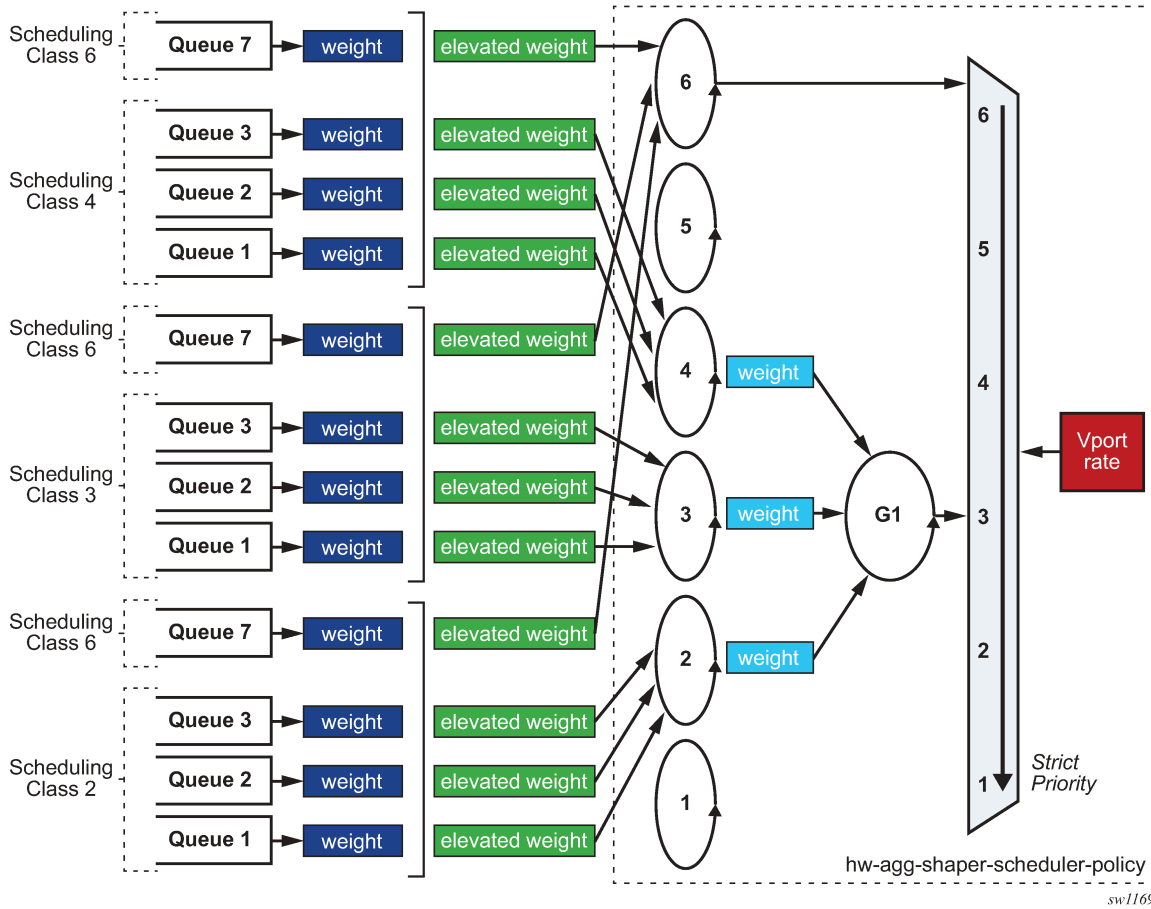 Scheduling
Class 6
Queue 7
weight
elevated weight
Scheduling
Class 4
Queue 3
weight
elevated weight
Queue 2
weight
elevated weight
Queue 1
weight
elevated weight
Scheduling
Class 6
Queue 7
weight
elevated weight
Scheduling
Class 3
Queue 3
weight
elevated weight
Queue 2
weight
elevated weight
Queue 1
weight
elevated weight
Scheduling
Class 6
Queue 7
weight
elevated weight
Scheduling
Class 2
Queue 3
weight
elevated weight
Queue 2
weight
elevated weight
Queue 1
weight
elevated weight
6
5
4
3
2
1
weight
weight
weight
G1
6
5
4
3
2
1
Strict
Priority
Vport
rate
hw-agg-shaper-scheduler-policy
sw1169